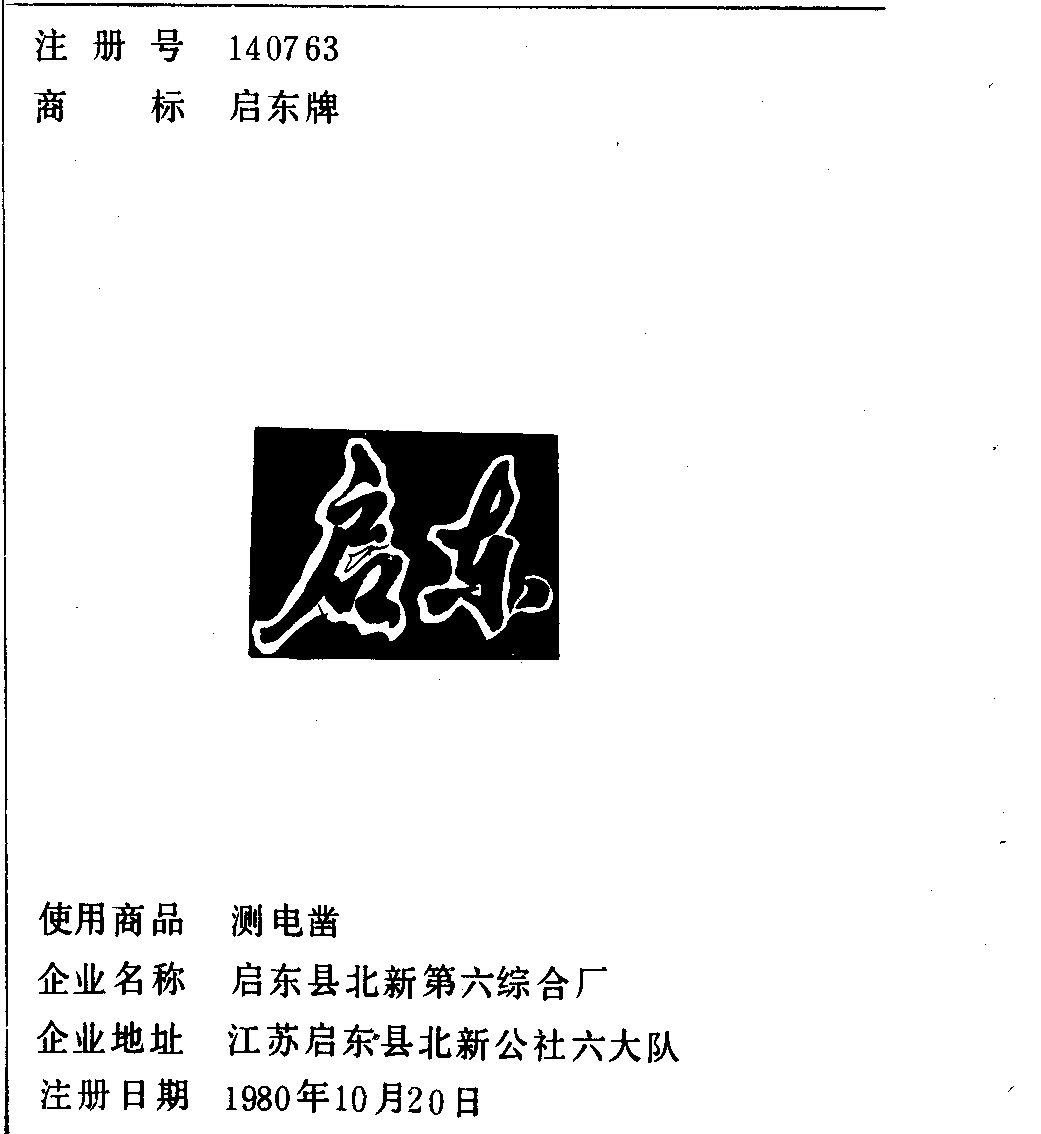 注册号 140763
商标 启东牌
启东
使用商品 测电凿
企业名称 启东县北新第六综合厂
企业地址 江苏启东县北新公社六大队
注册日期 1980年10月20日